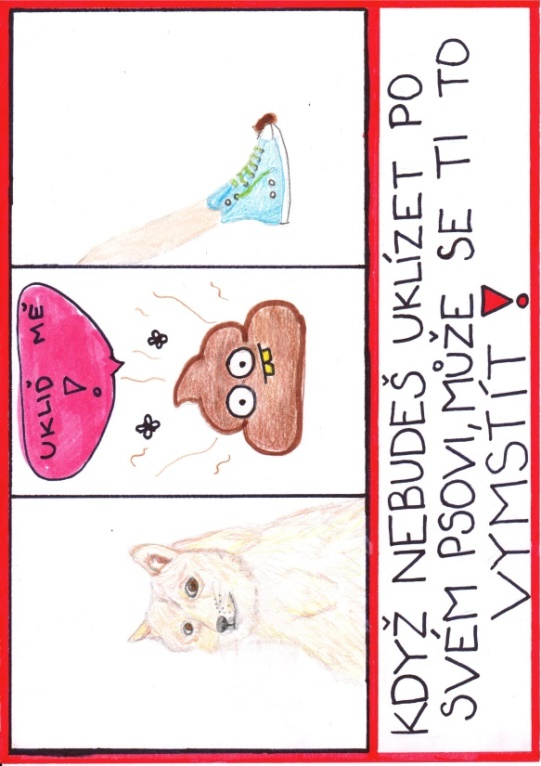 UKLIĎ MĚ
!
KDYŽ NEBUDEŠ UKLÍZET PO
SVÉM PSOVI, MŮŽE SE TI TO
VYMSTÍT!